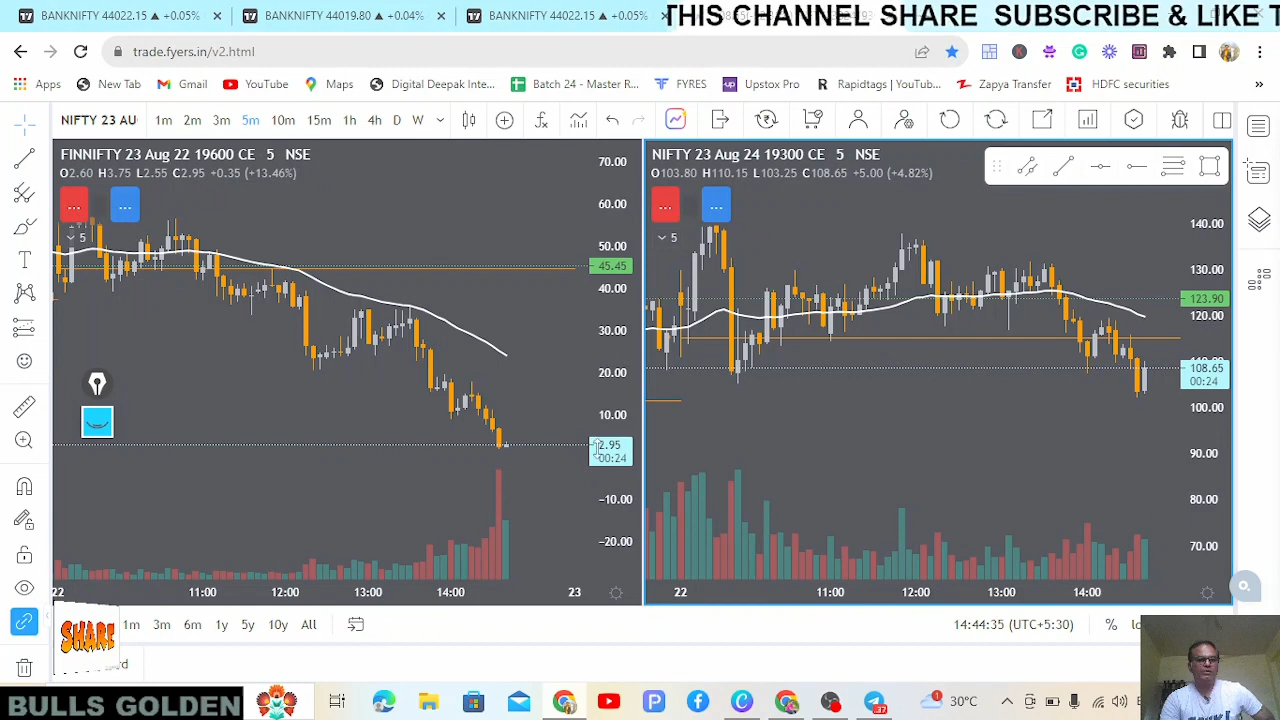 BANKNIFTY 44022.14 ▲ +0.05%
BANKNIFTY 44019.80 ▲ +0.04%
BANKNIFTY 44022.15 ▲ +0.05%
THIS CHANNEL SHARE SUBSCRIBE & LIKE T
trade.fyers.in/v2.html
Apps
New Tab
Gmail
YouTube
Maps
Digital Electronics...
Batch 24 - Master R...
FYRES
Upstox Pro
Rapidtags | YouTub...
Zapya Transfer
HDFC securities
NIFTY 23 AU
1m 2m 3m 5m 10m 15m 1h 4h D W
FINNIFTY 23 Aug 22 19600 CE 5 NSE
O2.60 H3.75 L2.55 C2.95 +0.35 (+13.46%)
5
70.00
60.00
50.00
45.45
40.00
30.00
20.00
10.00
2.95
00:24
−10.00
−20.00
22 11:00 12:00 13:00 14:00 23
NIFTY 23 Aug 24 19300 CE 5 NSE
O103.80 H110.15 L103.25 C108.65 +5.00 (+4.82%)
5
140.00
130.00
123.90
120.00
108.65
00:24
100.00
90.00
80.00
70.00
22 11:00 12:00 13:00 14:00
1m 3m 6m 1y 5y 10y All
14:44:35 (UTC+5:30)
%
SHARE
BULLS GOLDEN
37
1
30°C